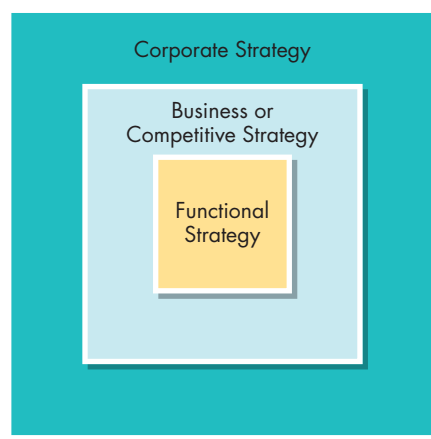 Corporate Strategy
Business or
Competitive Strategy
Functional
Strategy